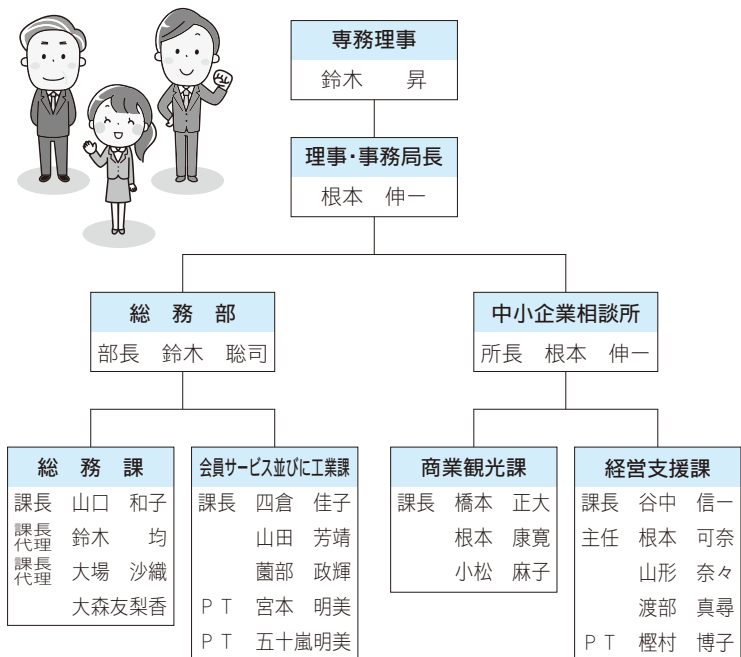 専務理事
鈴木　昇
理事・事務局長
根本　伸一
総　務　部
部長　鈴木　聡司
中小企業相談所
所長　根本　伸一
総　務　課
課長　山口　和子
課長代理　鈴木　均
課長代理　大場　沙織
大森友梨香
会員サービス並びに工業課
課長　四倉　佳子
山田　芳靖
薗部　政輝
ＰＴ　宮本　明美
ＰＴ　五十嵐明美
商業観光課
課長　橋本　正大
根本　康寛
小松　麻子
経営支援課
課長　谷中　信一
主任　根本　可奈
山形　奈々
渡部　真尋
ＰＴ　樫村　博子